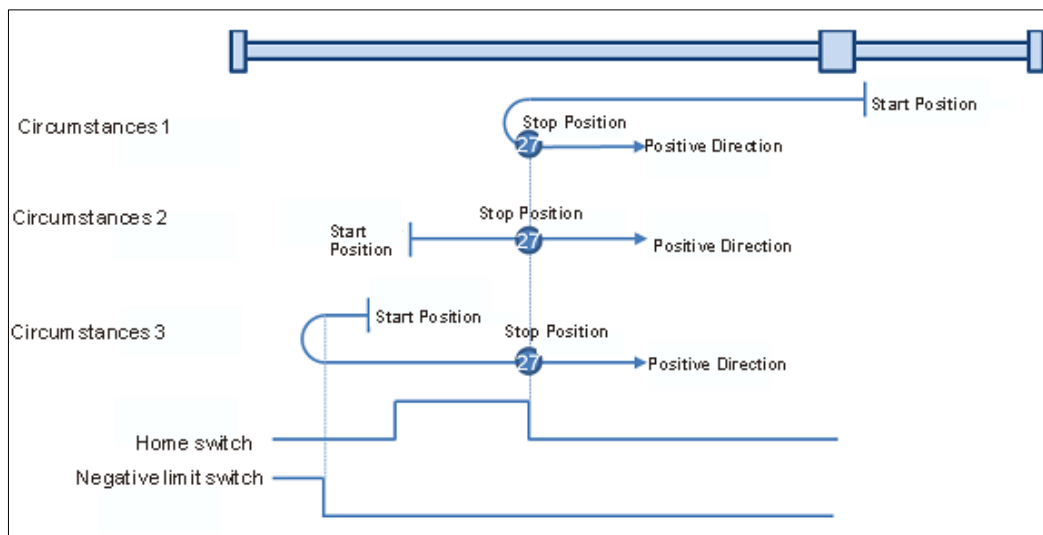 Start Position
Circumstances 1
Stop Position
27
Positive Direction
Circumstances 2
Stop Position
Start
Position
27
Positive Direction
Start Position
Circumstances 3
Stop Position
27
Positive Direction
Home switch
Negative limit switch